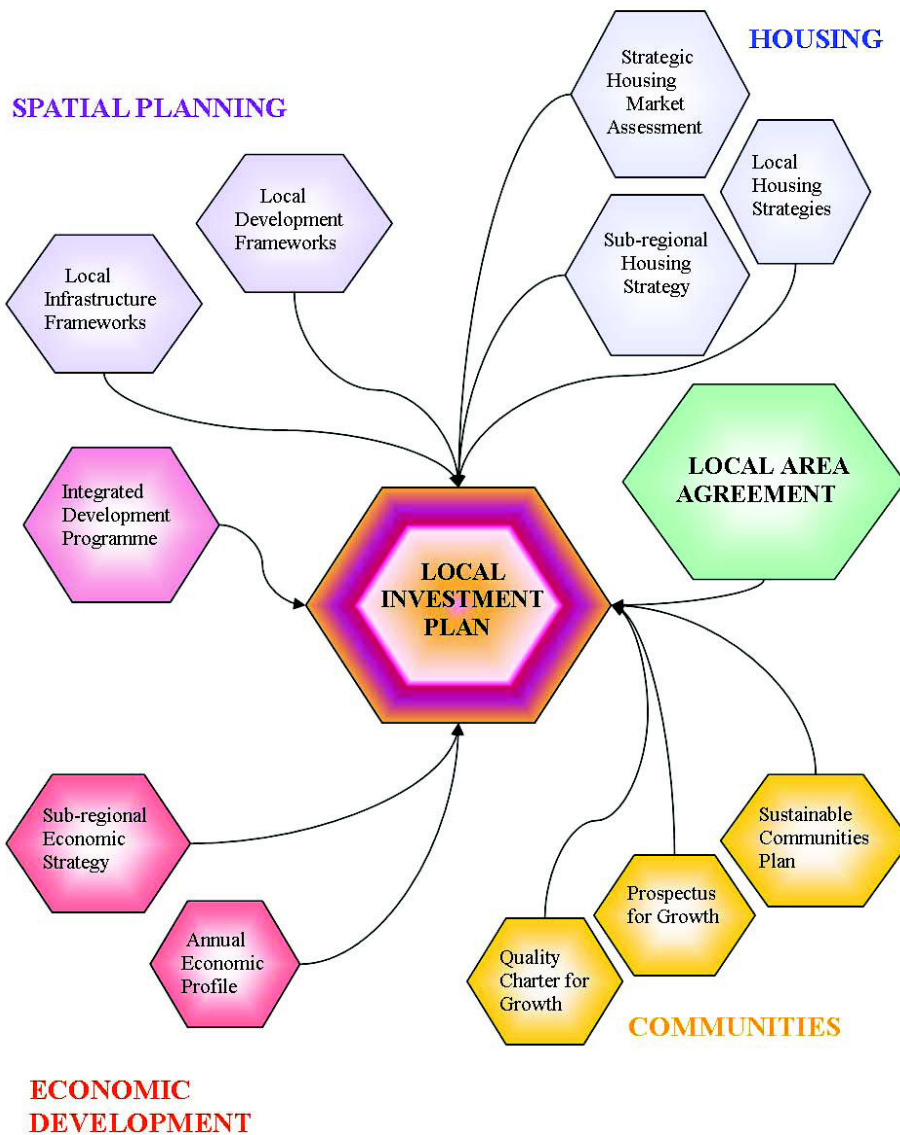 HOUSING
Strategic
Housing
Market
Assessment
SPATIAL PLANNING
Local
Housing
Strategies
Local
Development
Frameworks
Sub-regional
Housing
Strategy
Local
Infrastructure
Frameworks
LOCAL AREA
AGREEMENT
Integrated
Development
Programme
LOCAL
INVESTMENT
PLAN
Sub-regional
Economic
Strategy
Sustainable
Communities
Plan
Prospectus
for Growth
Annual
Economic
Profile
Quality
Charter for
Growth
COMMUNITIES
ECONOMIC
DEVELOPMENT